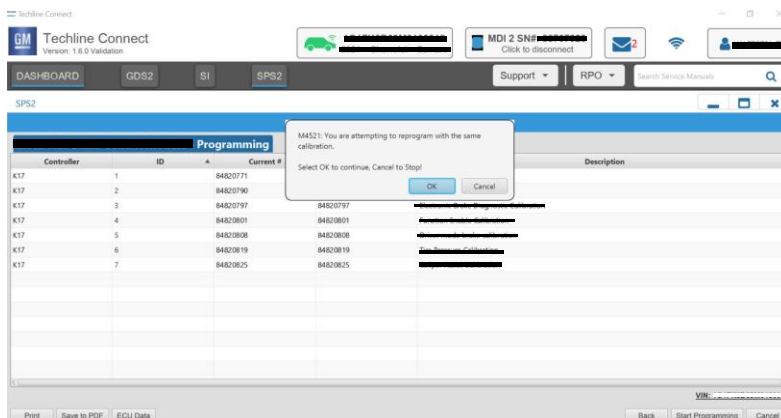 Techline Connect
GM Techline Connect
Version: 1.6.0 Validation
MDI 2 SN#:
Click to disconnect
2
DASHBOARD GDS2 SI SPS2 Support RPO Search Service Manuals
SPS2
Programming
M4521: You are attempting to reprogram with the same
calibration.
Select OK to continue, Cancel to Stop!
OK Cancel
Controller ID Current # Description
K17 1 84820771
K17 2 84820790
K17 3 84820797 84820797
K17 4 84820801 84820801
K17 5 84820808 84820808
K17 6 84820819 84820819
K17 7 84820825 84820825
VIN:
Print Save to PDF ECU Data Back Start Programming Cancel